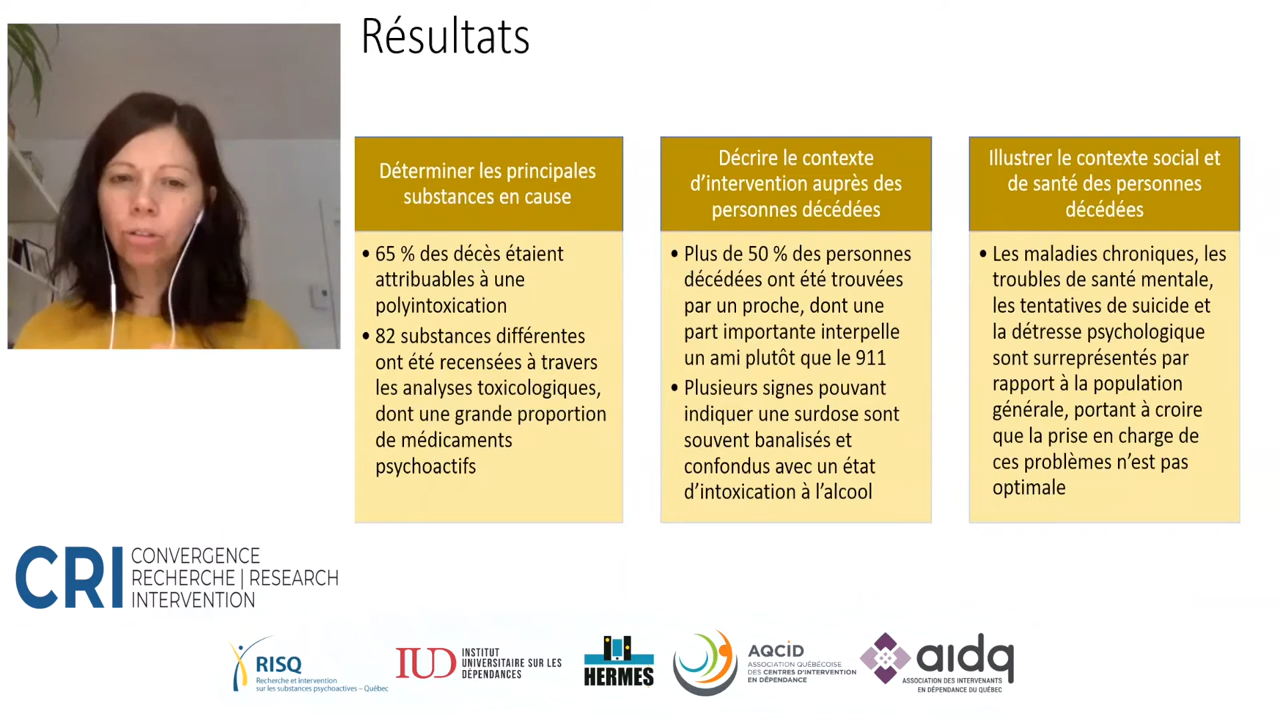 Résultats
Déterminer les principales
substances en cause
• 65 % des décès étaient
attribuables à une
polyintoxication
• 82 substances différentes
ont été recensées à travers
les analyses toxicologiques,
dont une grande proportion
de médicaments
psychoactifs
Décrire le contexte
d’intervention auprès des
personnes décédées
• Plus de 50 % des personnes
décédées ont été trouvées
par un proche, dont une
part importante interpelle
un ami plutôt que le 911
• Plusieurs signes pouvant
indiquer une surdose sont
souvent banalisés et
confondus avec un état
d’intoxication à l’alcool
Illustrer le contexte social et
de santé des personnes
décédées
• Les maladies chroniques, les
troubles de santé mentale,
les tentatives de suicide et
la détresse psychologique
sont surreprésentés par
rapport à la population
générale, portant à croire
que la prise en charge de
ces problèmes n’est pas
optimale
CRI
CONVERGENCE
RECHERCHE | RESEARCH
INTERVENTION
RISQ
Recherche et intervention
sur les substances psychoactives – Québec
IUD
INSTITUT
UNIVERSITAIRE SUR LES
DÉPENDANCES
HERMES
AQCiD
ASSOCIATION QUÉBÉCOISE
DES CENTRES D’INTERVENTION
EN DÉPENDANCE
aidq
ASSOCIATION DES INTERVENANTS
EN DÉPENDANCE DU QUÉBEC